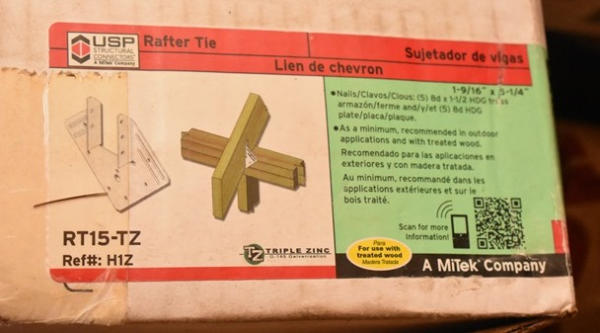 USP
STRUCTURAL
CONNECTORS
A MiTek Company
Rafter Tie
Sujetador de vigas
Lien de chevron
1-9/16" x 5-1/4"
•Nails/Clavos/Clous: (5) 8d x 1-1/2 HDG truss
armazón/ferme and/y/et (5) 8d HDG
plate/placa/plaque.
•As a minimum, recommended in outdoor
applications and with treated wood.
Recomendado para las aplicaciones en
exteriores y con madera tratada.
Au minimum, recommandé dans les
applications extérieures et sur le
bois traité.
Scan for more
Information!
RT15-TZ
Ref#: H1Z
TZ TRIPLE ZINC
G-185 Galvanization
Para
For use with
treated wood
Madera Tratada
A MiTek Company